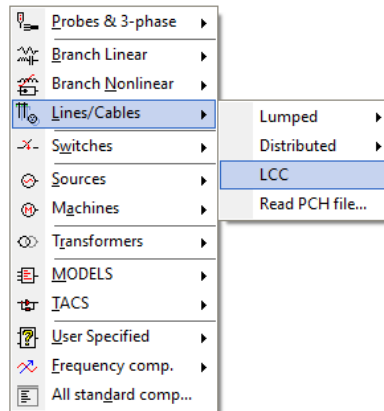 Probes & 3-phase
Branch Linear
Branch Nonlinear
Lines/Cables
Switches
Sources
Machines
Transformers
MODELS
TACS
User Specified
Frequency comp.
All standard comp...
Lumped
Distributed
LCC
Read PCH file...